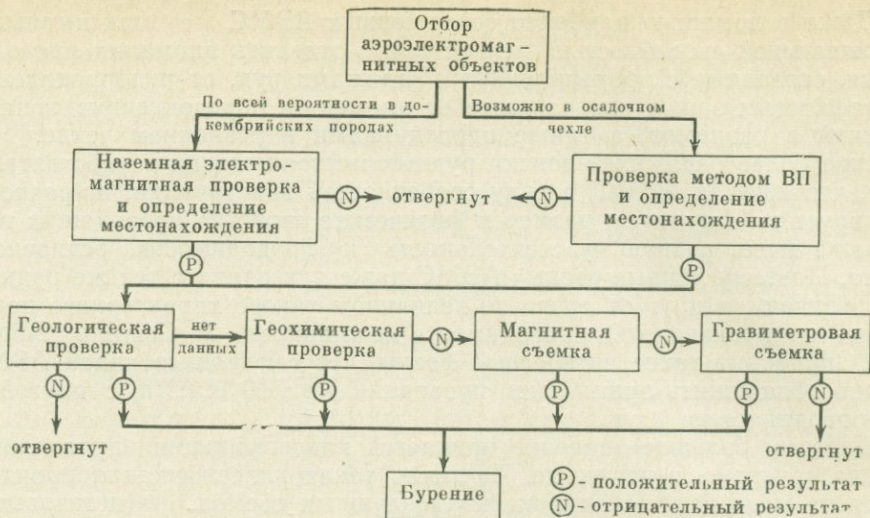 Отбор
аэроэлектромаг-
нитных объектов
По всей вероятности в до-
кембрийских породах
Возможно в осадочном
чехле
Наземная электро-
магнитная проверка
и определение
местонахождения
N
отвергнут
N
Проверка методом ВП
и определение
местонахождения
P
P
Геологическая
проверка
нет
данных
Геохимическая
проверка
N
Магнитная
съемка
N
Гравиметровая
съемка
N
P
P
P
P
N
отвергнут
отвергнут
Бурение
P - положительный результат
N - отрицательный результат